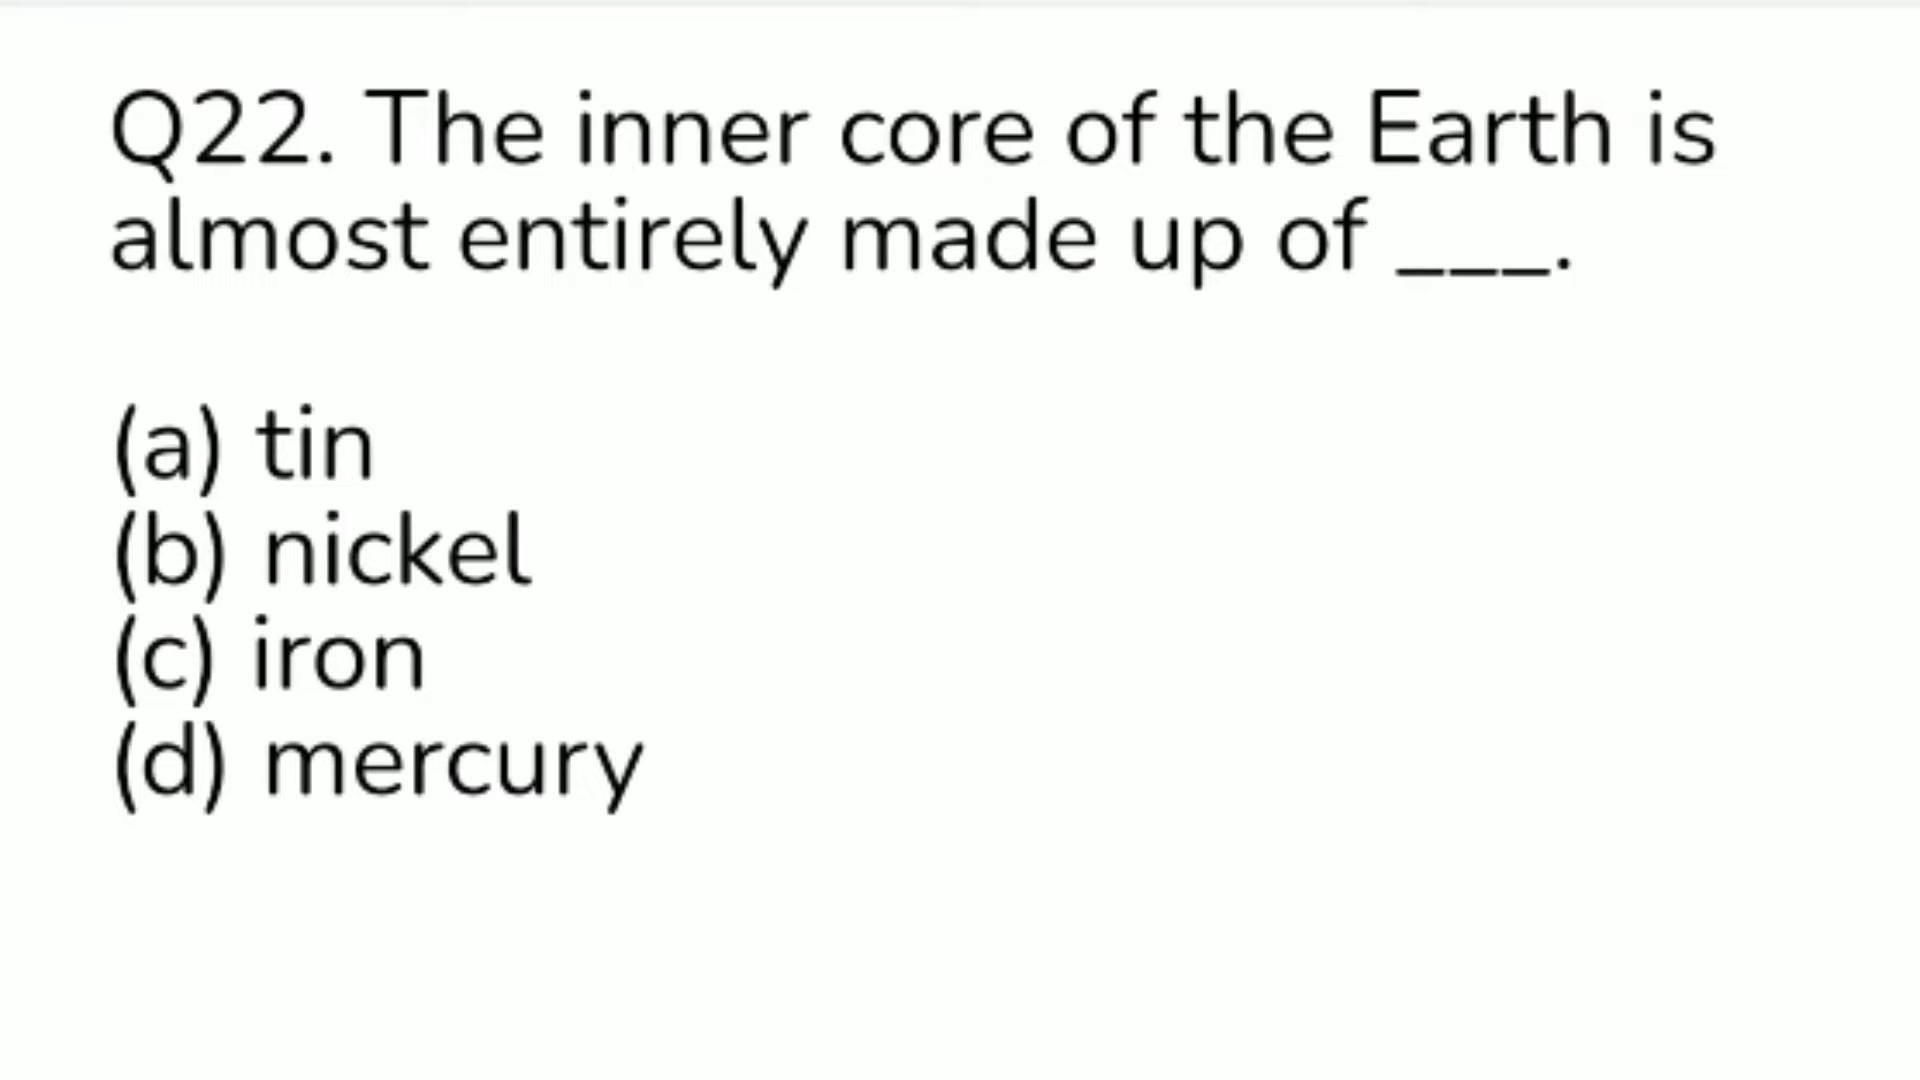 Q22. The inner core of the Earth is
almost entirely made up of ___.
(a) tin
(b) nickel
(c) iron
(d) mercury